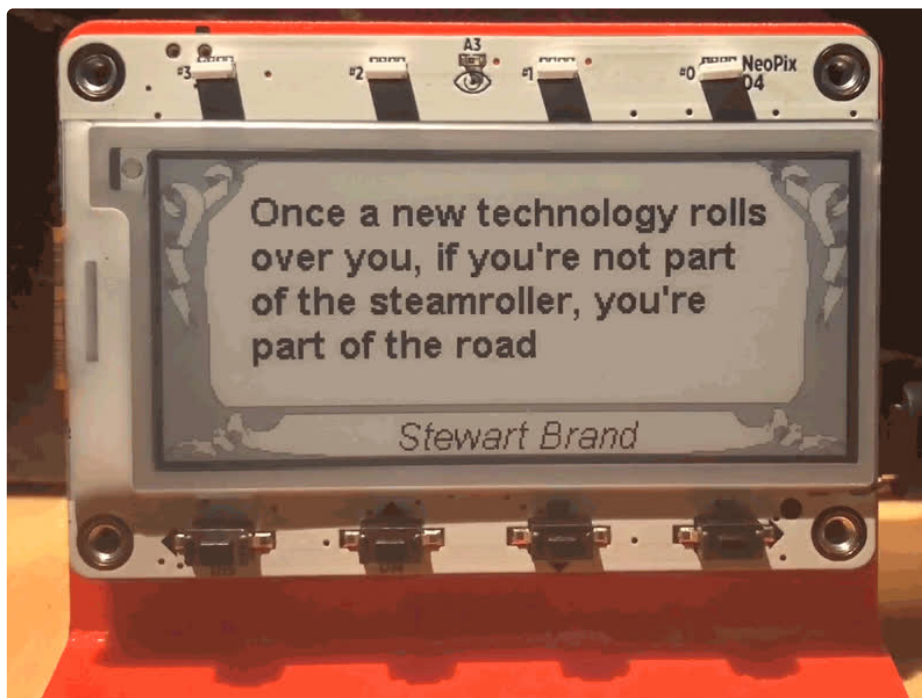 A3
#3
#2
#1
#0
NeoPix
D4
Once a new technology rolls
over you, if you're not part
of the steamroller, you're
part of the road
Stewart Brand